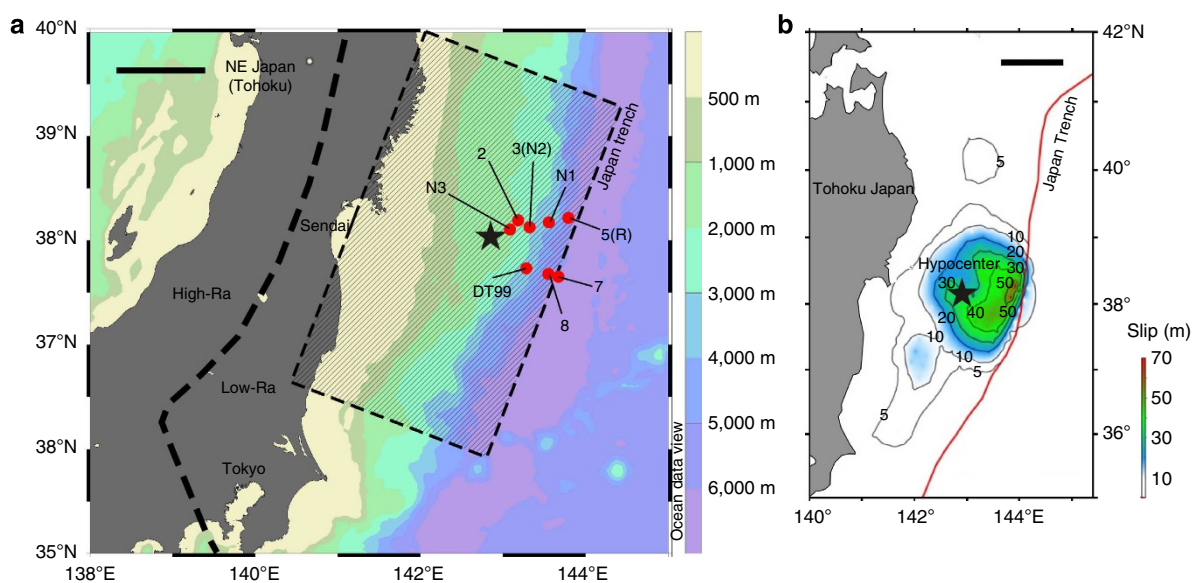 a
40°N
39°N
38°N
37°N
38°N
35°N
138°E
140°E
142°E
144°E
NE Japan
(Tohoku)
Sendai
High-Ra
Low-Ra
Tokyo
N3
2
3(N2)
N1
5(R)
DT99
8
7
Japan trench
500 m
1,000 m
2,000 m
3,000 m
4,000 m
5,000 m
6,000 m
Ocean data view
b
42°N
40°
38°
36°
140°
142°
144°E
Tohoku Japan
Japan Trench
5
10
20
Hypocenter
30
30
50
20
40
50
10
10
5
5
Slip (m)
70
50
30
10